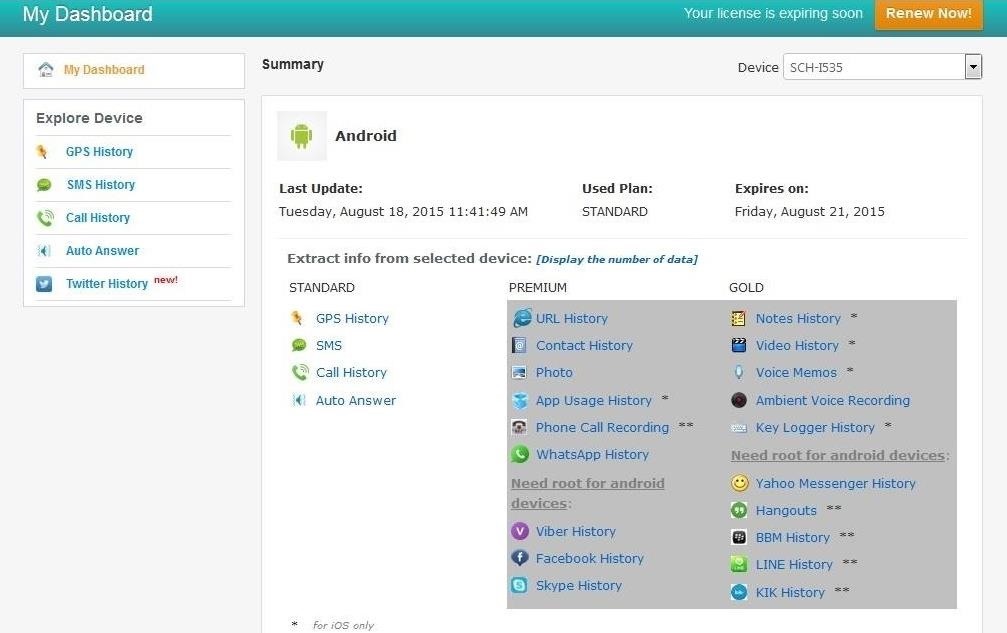 My Dashboard
Your license is expiring soon
Renew Now!
My Dashboard
Summary
Device
SCH-I535
Explore Device
GPS History
SMS History
Call History
Auto Answer
Twitter History new!
Android
Last Update:
Used Plan:
Expires on:
Tuesday, August 18, 2015 11:41:49 AM
STANDARD
Friday, August 21, 2015
Extract info from selected device: [Display the number of data]
STANDARD
GPS History
SMS
Call History
Auto Answer
PREMIUM
URL History
Contact History
Photo
App Usage History *
Phone Call Recording **
WhatsApp History
Need root for android
devices:
Viber History
Facebook History
Skype History
GOLD
Notes History *
Video History *
Voice Memos *
Ambient Voice Recording
Key Logger History *
Need root for android devices:
Yahoo Messenger History
Hangouts **
BBM History **
LINE History **
KIK History **
* for iOS only